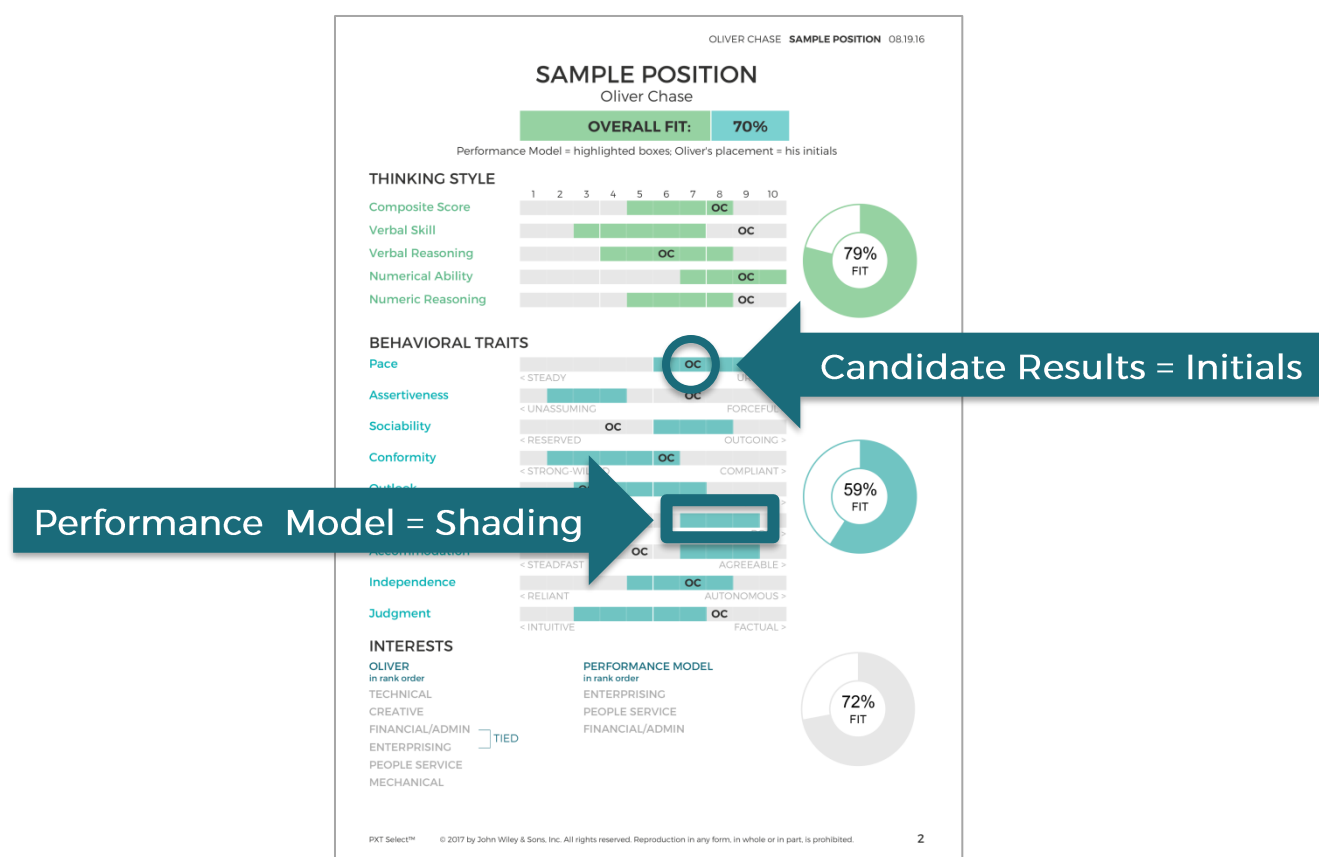 OLIVER CHASE SAMPLE POSITION 08.19.16
SAMPLE POSITION
Oliver Chase
OVERALL FIT: 70%
Performance Model = highlighted boxes; Oliver's placement = his initials
THINKING STYLE
1 2 3 4 5 6 7 8 9 10
Composite Score OC
Verbal Skill OC
Verbal Reasoning OC
Numerical Ability OC
Numeric Reasoning OC
79%
FIT
BEHAVIORAL TRAITS
Pace OC
< STEADY
Candidate Results = Initials
Assertiveness OC
< UNASSUMING FORCEFUL
Sociability OC
< RESERVED OUTGOING >
Conformity OC
COMPLIANT >
Performance Model = Shading
59%
FIT
OC
< STEADFAST AGREEABLE >
Independence OC
< RELIANT AUTONOMOUS >
Judgment OC
< INTUITIVE FACTUAL >
INTERESTS
OLIVER PERFORMANCE MODEL
in rank order in rank order
TECHNICAL ENTERPRISING
CREATIVE PEOPLE SERVICE
FINANCIAL/ADMIN FINANCIAL/ADMIN
TIED
ENTERPRISING
PEOPLE SERVICE
MECHANICAL
72%
FIT
PXT Select™ © 2017 by John Wiley & Sons, Inc. All rights reserved. Reproduction in any form, in whole or in part, is prohibited. 2